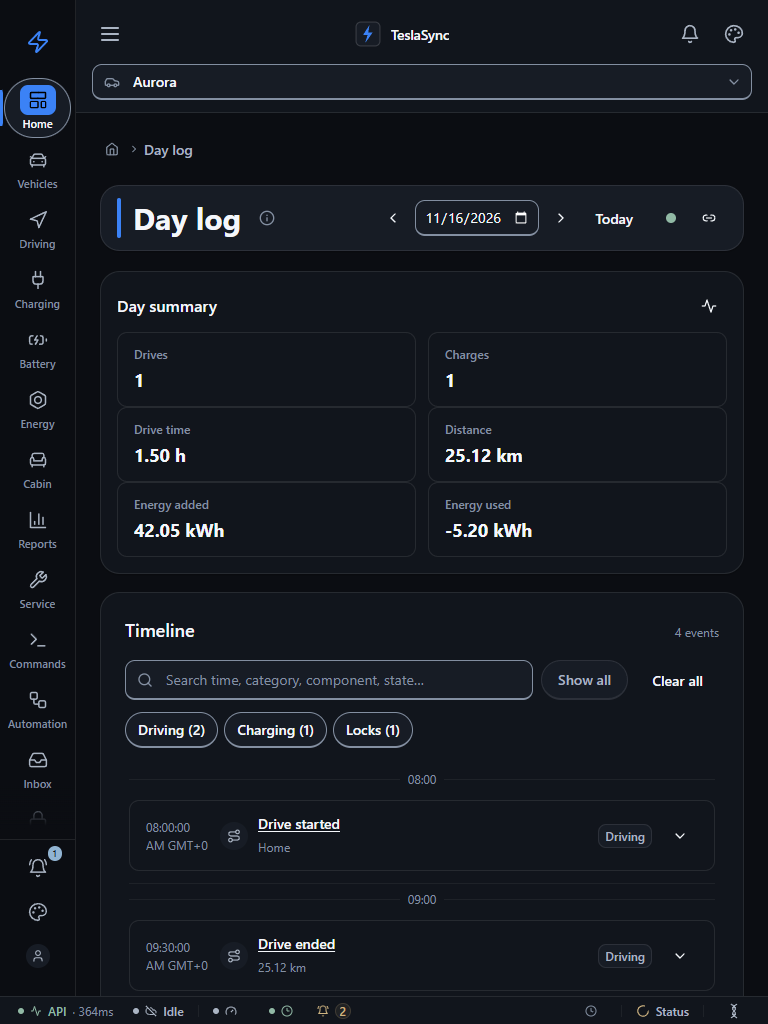 TeslaSync
Aurora
Home
Vehicles
Driving
Charging
Battery
Energy
Cabin
Reports
Service
Commands
Automation
Inbox
1
Day log
Day log
11/16/2026
Today
Day summary
Drives
1
Charges
1
Drive time
1.50 h
Distance
25.12 km
Energy added
42.05 kWh
Energy used
-5.20 kWh
Timeline
4 events
Search time, category, component, state...
Show all
Clear all
Driving (2)
Charging (1)
Locks (1)
08:00
08:00:00
AM GMT+0
Drive started
Home
Driving
09:00
09:30:00
AM GMT+0
Drive ended
25.12 km
Driving
API · 364ms
Idle
2
Status